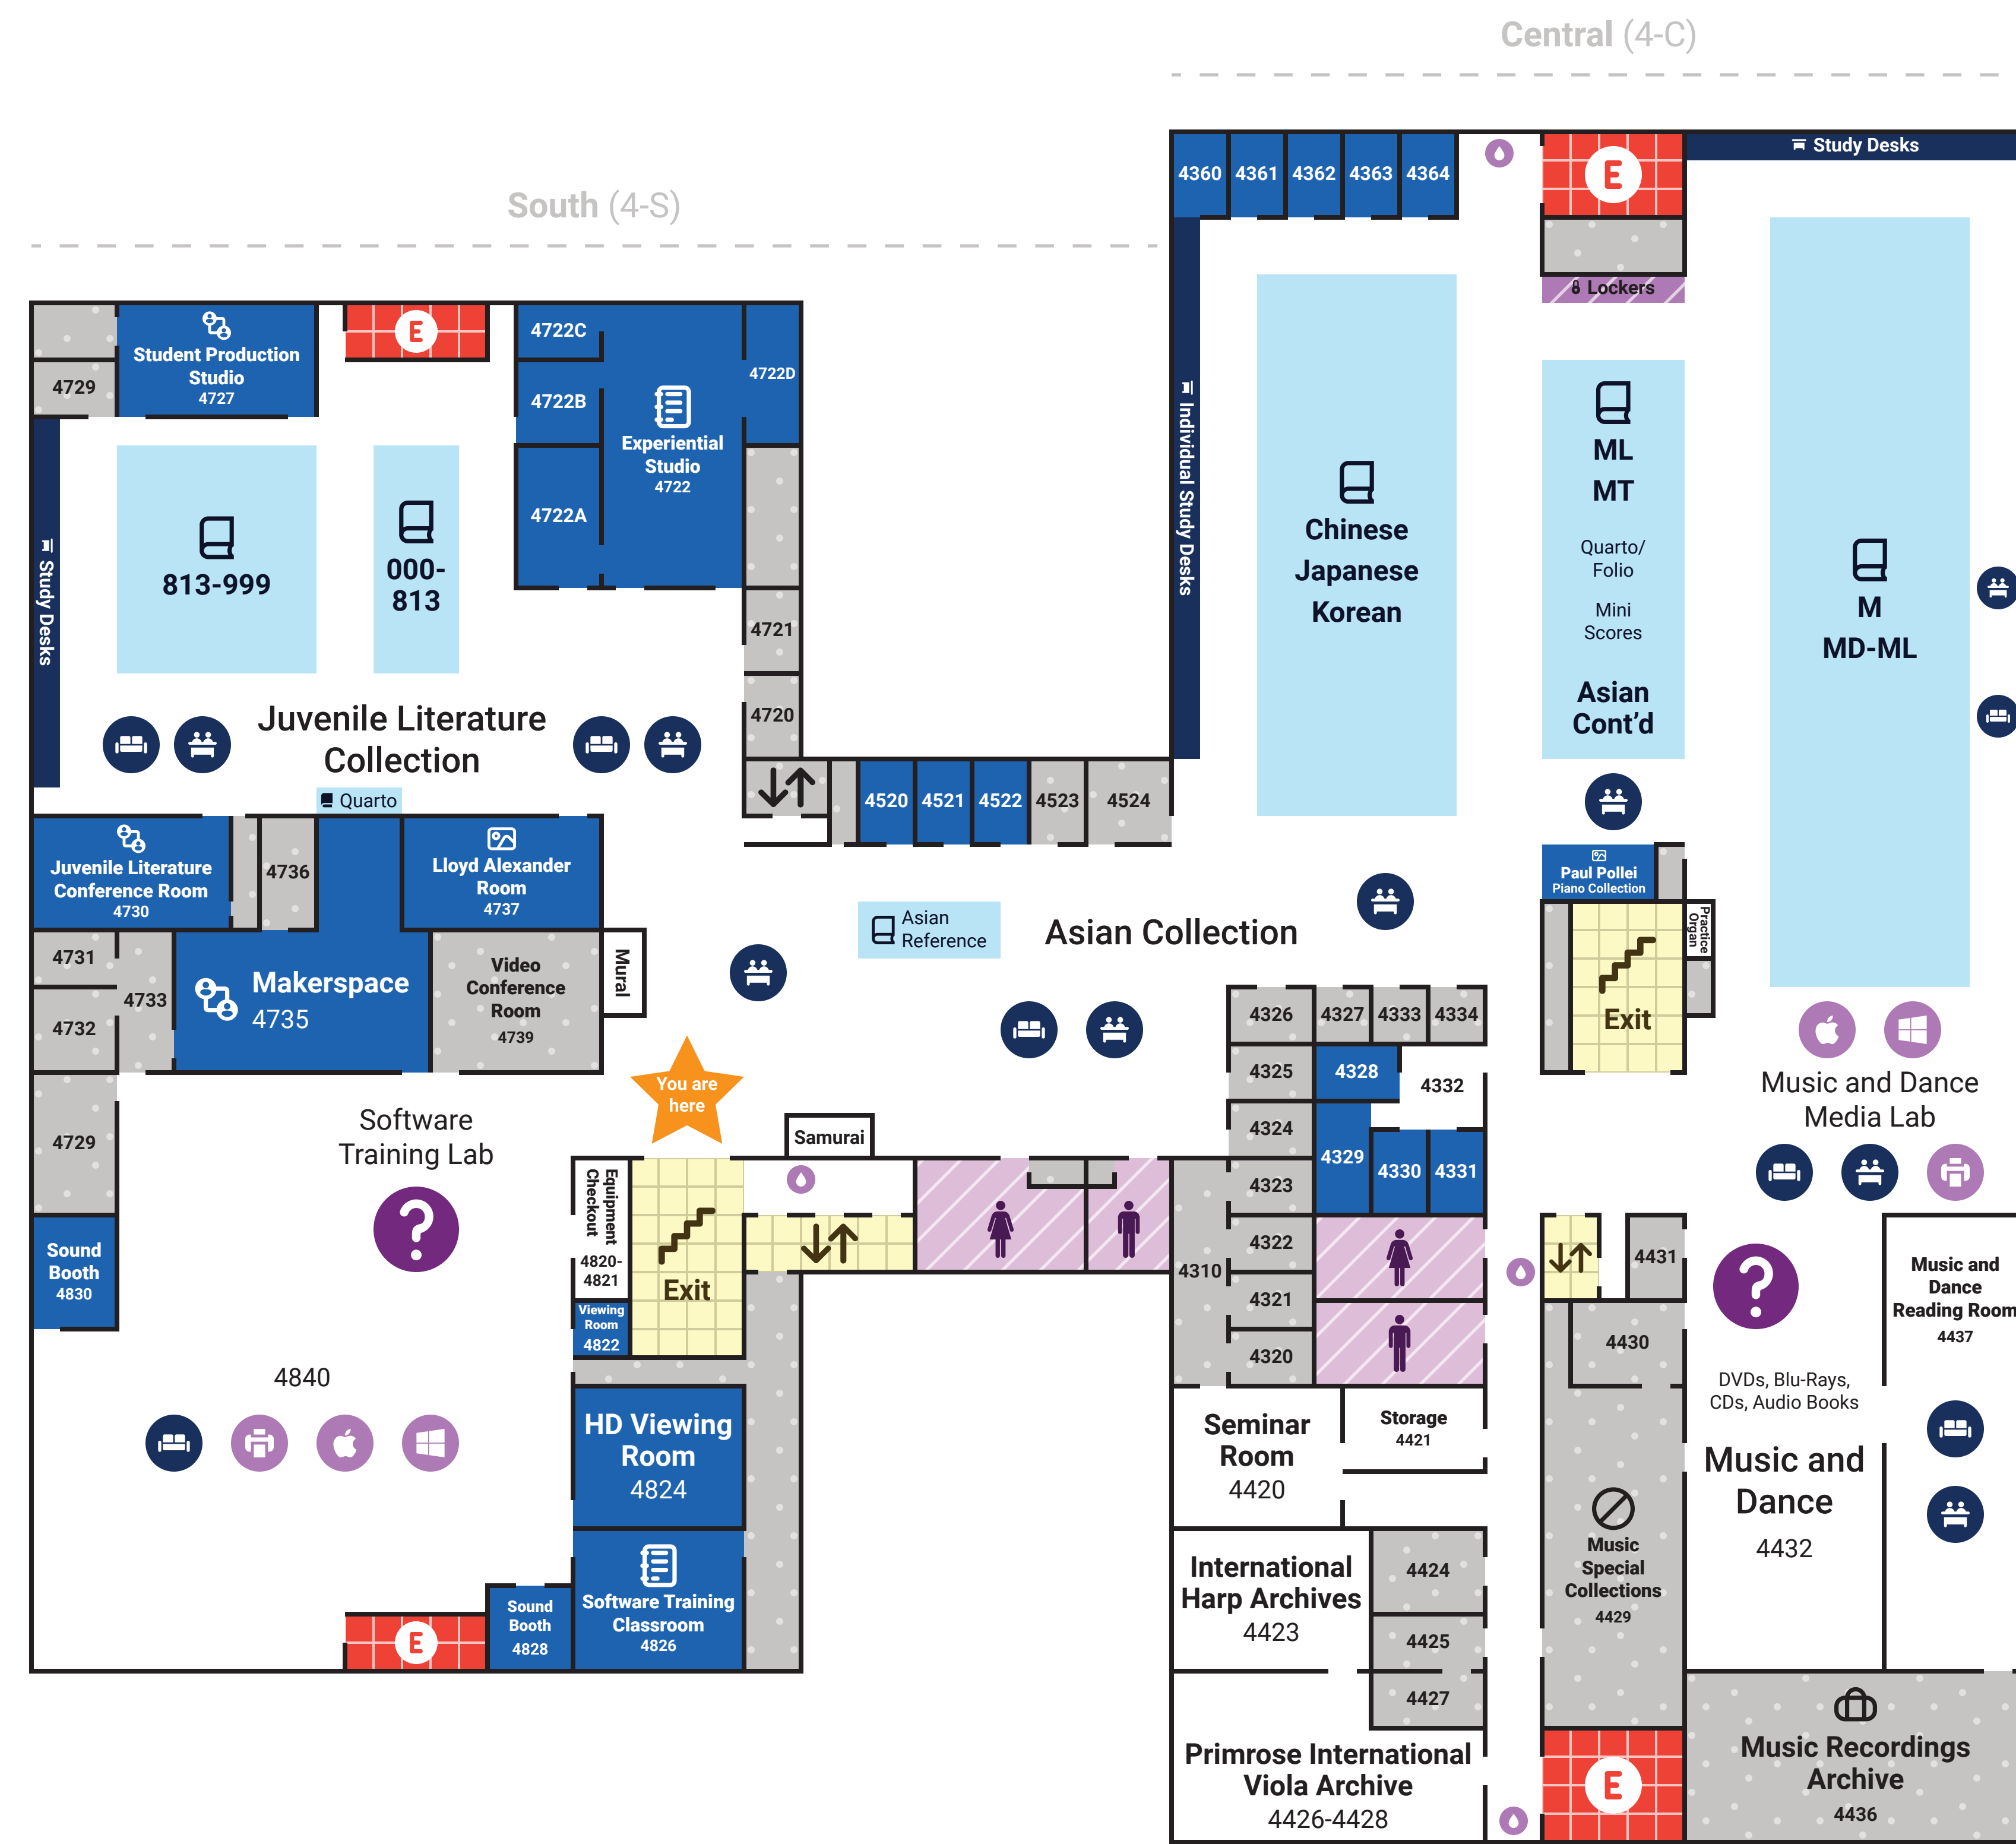 Central (4-C)
South (4-S)
4360
4361
4362
4363
4364
E
Study Desks
Lockers
Student Production
Studio
4727
4729
E
4722C
4722B
4722A
4722D
Experiential
Studio
4722
Study Desks
813-999
000-
813
4721
4720
Individual Study Desks
Chinese
Japanese
Korean
ML
MT
Quarto/
Folio
Mini
Scores
Asian
Cont’d
M
MD-ML
Juvenile Literature
Collection
Quarto
4520
4521
4522
4523
4524
Juvenile Literature
Conference Room
4730
4736
Lloyd Alexander
Room
4737
4731
4732
4733
Makerspace
4735
Video
Conference
Room
4739
Mural
Asian
Reference
Asian Collection
Paul Pollei
Piano Collection
Practice
Organ
Exit
You are
here
Samurai
4326
4327
4333
4334
4325
4328
4332
4324
4329
4330
4331
4323
4322
4310
4321
4320
Music and Dance
Media Lab
4729
Software
Training Lab
Sound
Booth
4830
Equipment
Checkout
4820-
4821
Viewing
Room
4822
Exit
4840
HD Viewing
Room
4824
Software Training
Classroom
4826
Sound
Booth
4828
E
Seminar
Room
4420
Storage
4421
International
Harp Archives
4423
4424
4425
4427
Primrose International
Viola Archive
4426-4428
4431
4430
Music
Special
Collections
4429
E
Music and
Dance
Reading Room
4437
DVDs, Blu-Rays,
CDs, Audio Books
Music and
Dance
4432
Music Recordings
Archive
4436